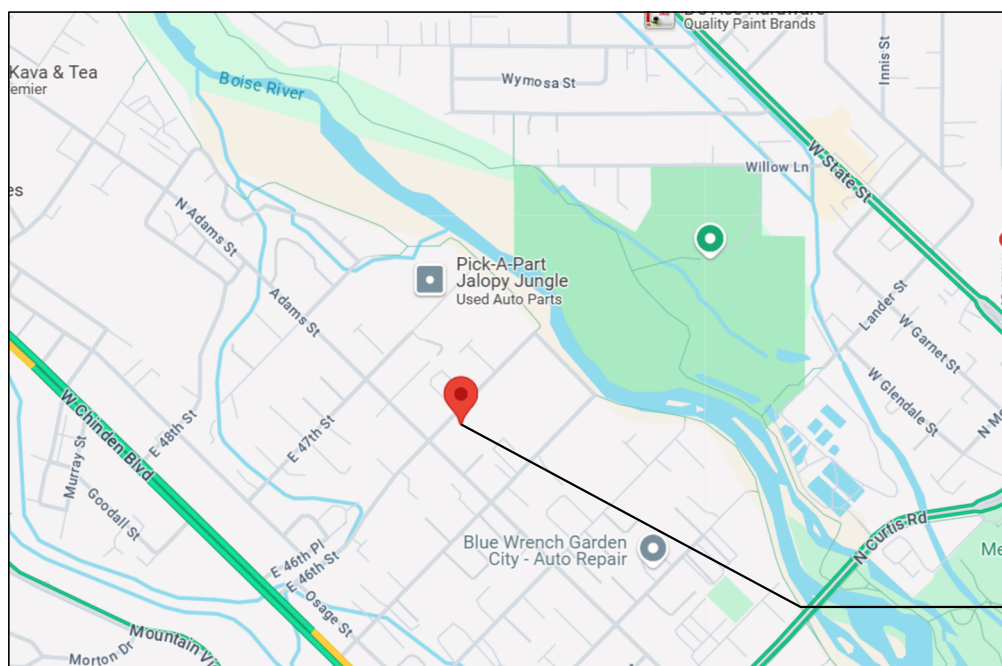 Quality Paint Brands
Kava & Tea
emier
Boise River
Wymosa St
Innis St
Willow Ln
W State St
es
N Adams St
Pick-A-Part
Jalopy Jungle
Used Auto Parts
Adams St
Lander St
W Garnet St
W Glendale St
W Chinden Blvd
E 48th St
E 47th St
Murray St
Goodall St
Blue Wrench Garden
City - Auto Repair
N Curtis Rd
E 46th Pl
E 46th St
Osage St
Mountain Vi
Morton Dr